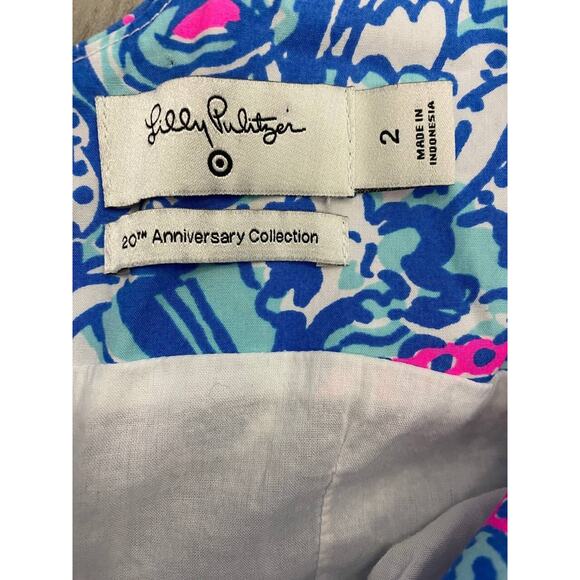 Lilly Pulitzer
2
MADE IN
INDONESIA
20TH Anniversary Collection